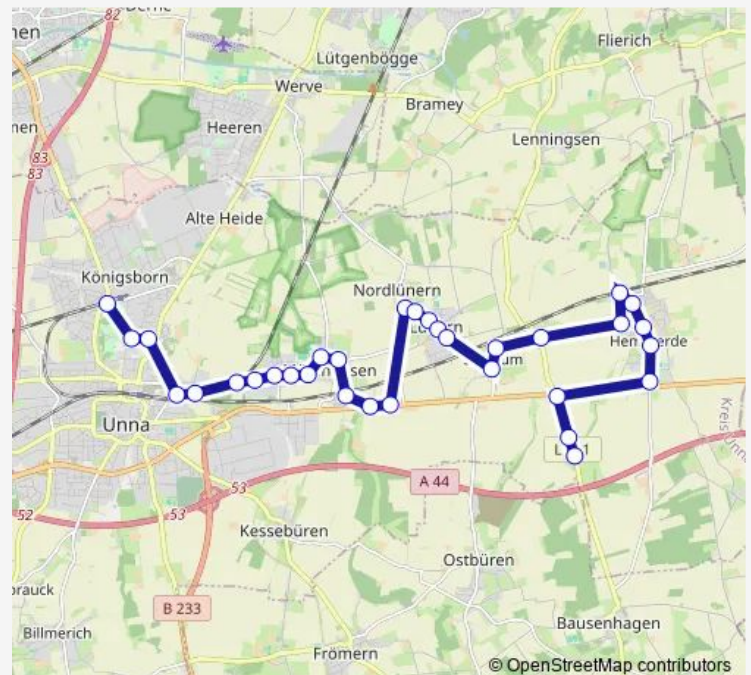 82
Lütgenbögge
Flierich
Werve
Bramey
Heeren
Lenningsen
83
83
Alte Heide
Königsborn
Nordlünern
Unna
A 44
53
53
52
Kessebüren
Ostbüren
B 233
Billmerich
Bausenhagen
Frömern
© OpenStreetMap contributors